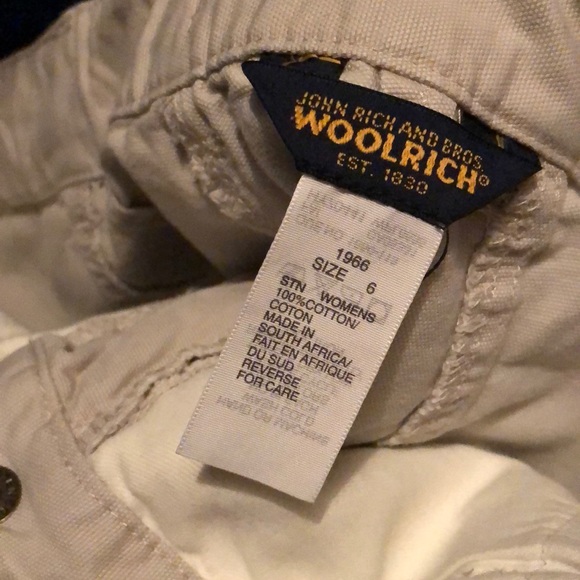 JOHN RICH AND BROS.
WOOLRICH®
EST. 1830
1966
SIZE 6
STN WOMENS
100%COTTON/
COTON
MADE IN
SOUTH AFRICA/
FAIT EN AFRIQUE
DU SUD
REVERSE
FOR CARE